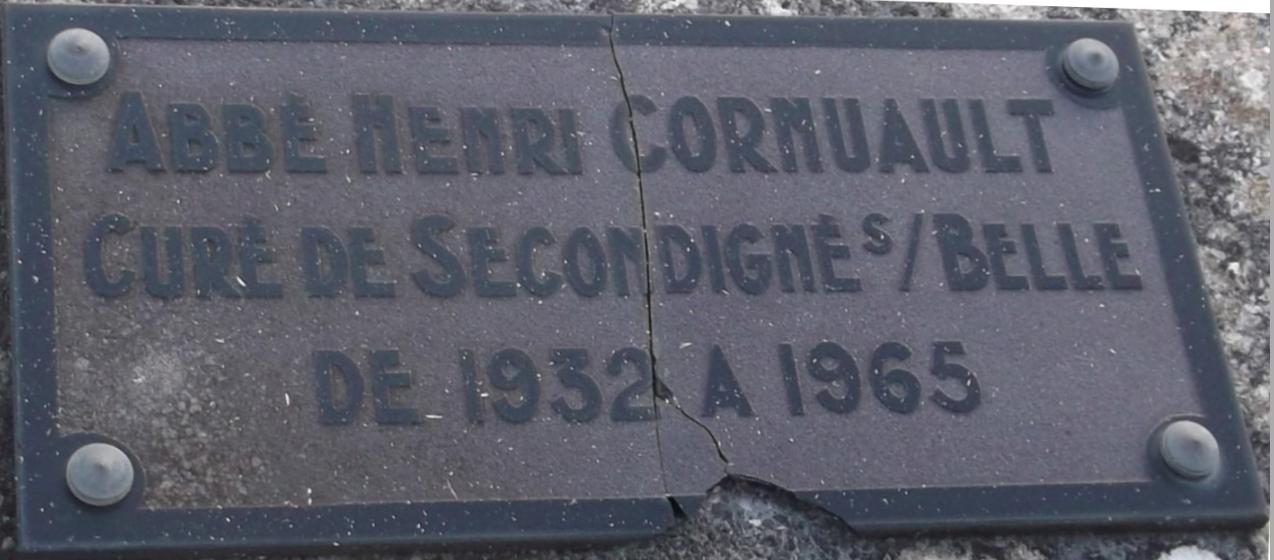 ABBÉ HENRI CORNUAULT
CURÉ DE SECONDIGNÉ S/BELLE
DE 1932 A 1965